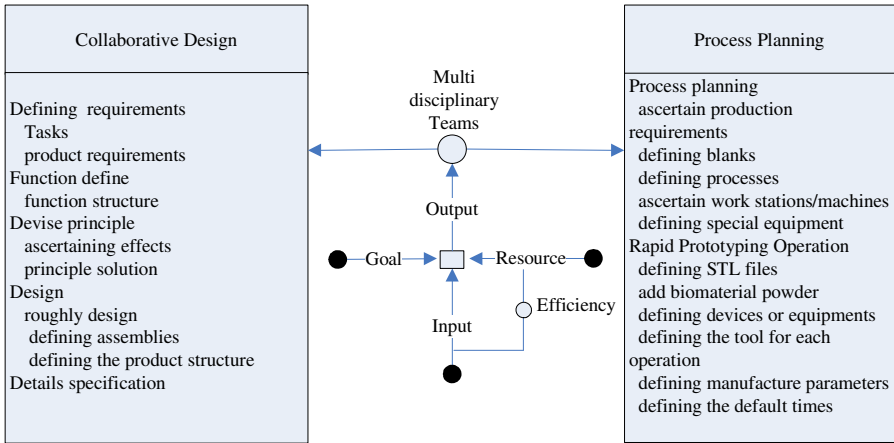 Collaborative Design
Defining requirements
Tasks
product requirements
Function define
function structure
Devise principle
ascertaining effects
principle solution
Design
roughly design
defining assemblies
defining the product structure
Details specification
Multi
disciplinary
Teams
Output
Goal
Resource
Efficiency
Input
Process Planning
Process planning
ascertain production
requirements
defining blanks
defining processes
ascertain work stations/machines
defining special equipment
Rapid Prototyping Operation
defining STL files
add biomaterial powder
defining devices or equipments
defining the tool for each
operation
defining manufacture parameters
defining the default times